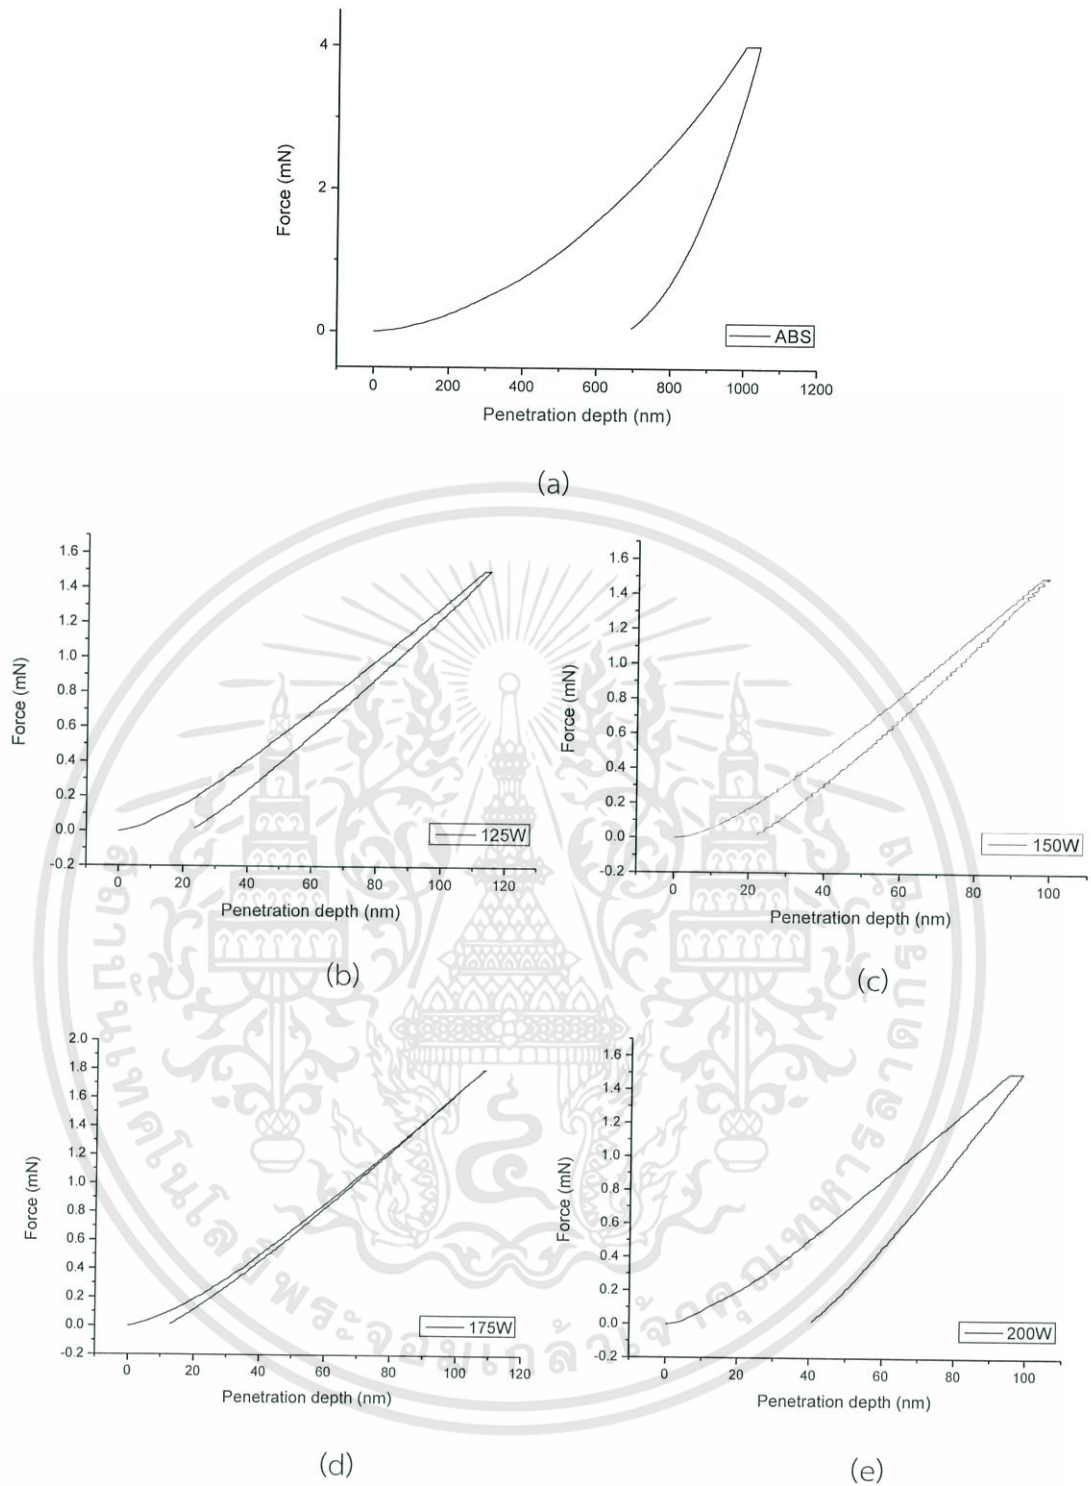 4
2
0
Force (mN)
ABS
0 200 400 600 800 1000 1200
Penetration depth (nm)
(a)
1.6
1.4
1.2
1.0
0.8
0.6
0.4
0.2
0.0
-0.2
Force (mN)
125W
0 20 40 60 80 100 120
Penetration depth (nm)
(b)
1.6
1.4
1.2
1.0
0.8
0.6
0.4
0.2
0.0
-0.2
Force (mN)
150W
0 20 40 60 80 100
Penetration depth (nm)
(c)
2.0
1.8
1.6
1.4
1.2
1.0
0.8
0.6
0.4
0.2
0.0
-0.2
Force (mN)
175W
0 20 40 60 80 100 120
Penetration depth (nm)
(d)
1.6
1.4
1.2
1.0
0.8
0.6
0.4
0.2
0.0
-0.2
Force (mN)
200W
0 20 40 60 80 100
Penetration depth (nm)
(e)